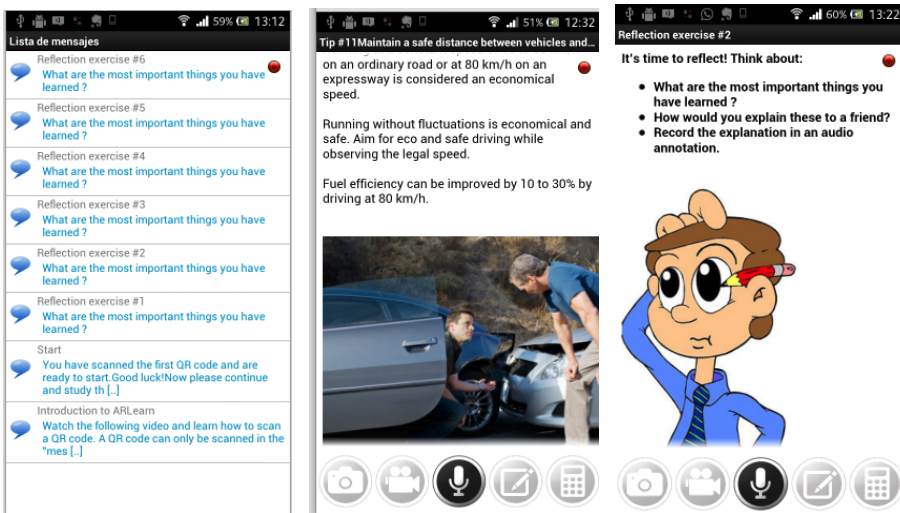 59% 13:12
Lista de mensajes
Reflection exercise #6
What are the most important things you have
learned ?
Reflection exercise #5
What are the most important things you have
learned ?
Reflection exercise #4
What are the most important things you have
learned ?
Reflection exercise #3
What are the most important things you have
learned ?
Reflection exercise #2
What are the most important things you have
learned ?
Reflection exercise #1
What are the most important things you have
learned ?
Start
You have scanned the first QR code and are
ready to start.Good luck!Now please continue
and study th [..]
Introduction to ARLearn
Watch the following video and learn how to scan
a QR code. A QR code can only be scanned in the
"mes [..]
51% 12:32
Tip #11Maintain a safe distance between vehicles and...
on an ordinary road or at 80 km/h on an
expressway is considered an economical
speed.
Running without fluctuations is economical and
safe. Aim for eco and safe driving while
observing the legal speed.
Fuel efficiency can be improved by 10 to 30% by
driving at 80 km/h.
60% 13:22
Reflection exercise #2
It's time to reflect! Think about:
• What are the most important things you
have learned ?
• How would you explain these to a friend?
• Record the explanation in an audio
annotation.